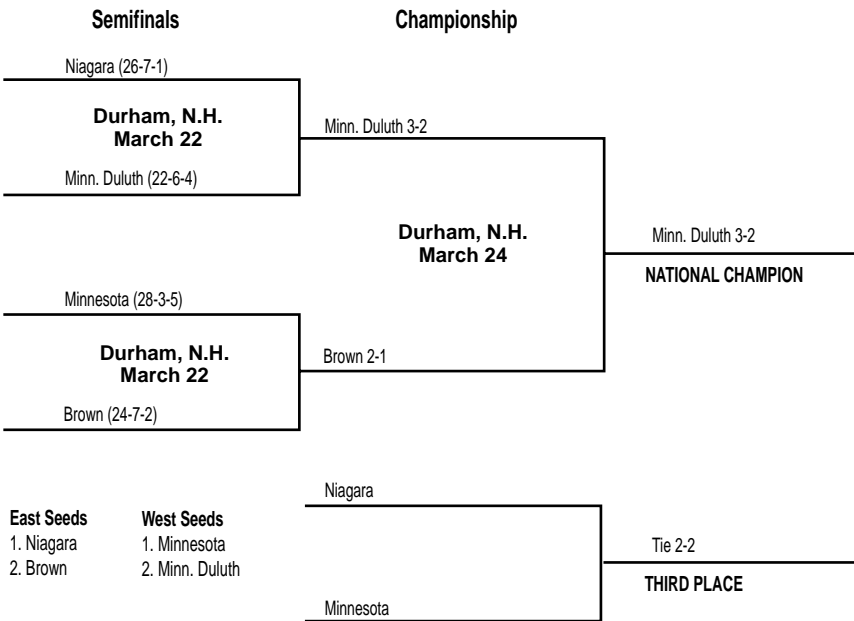 Semifinals
Championship
Niagara (26-7-1)
Durham, N.H.
March 22
Minn. Duluth (22-6-4)
Minn. Duluth 3-2
Durham, N.H.
March 24
Minn. Duluth 3-2
NATIONAL CHAMPION
Minnesota (28-3-5)
Durham, N.H.
March 22
Brown (24-7-2)
Brown 2-1
East Seeds
1. Niagara
2. Brown
West Seeds
1. Minnesota
2. Minn. Duluth
Niagara
Minnesota
Tie 2-2
THIRD PLACE